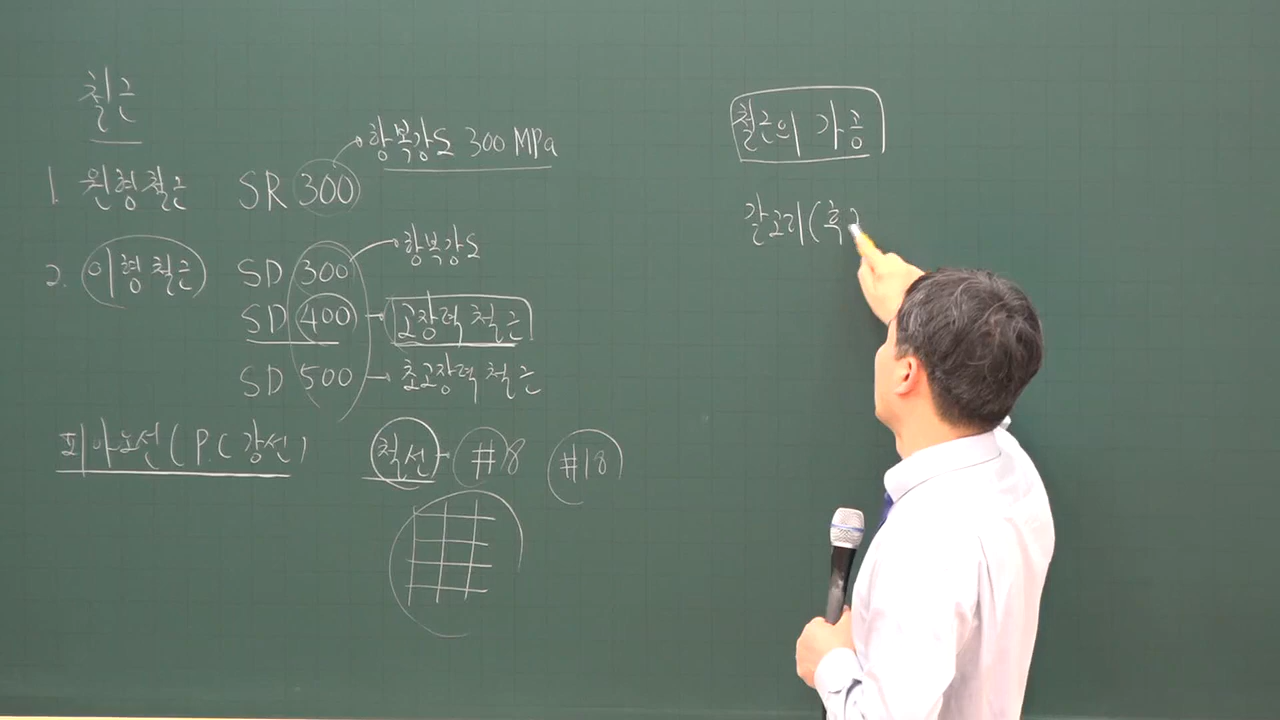 철근
1. 원형철근 SR 300 → 항복강도 300 MPa
2. 이형철근 SD 300 → 항복강도
SD 400 → 고장력철근
SD 500 → 초고장력철근
피아노선 (P.C 강선) 철선 #8 #18
철근의 가공
갈고리(훅